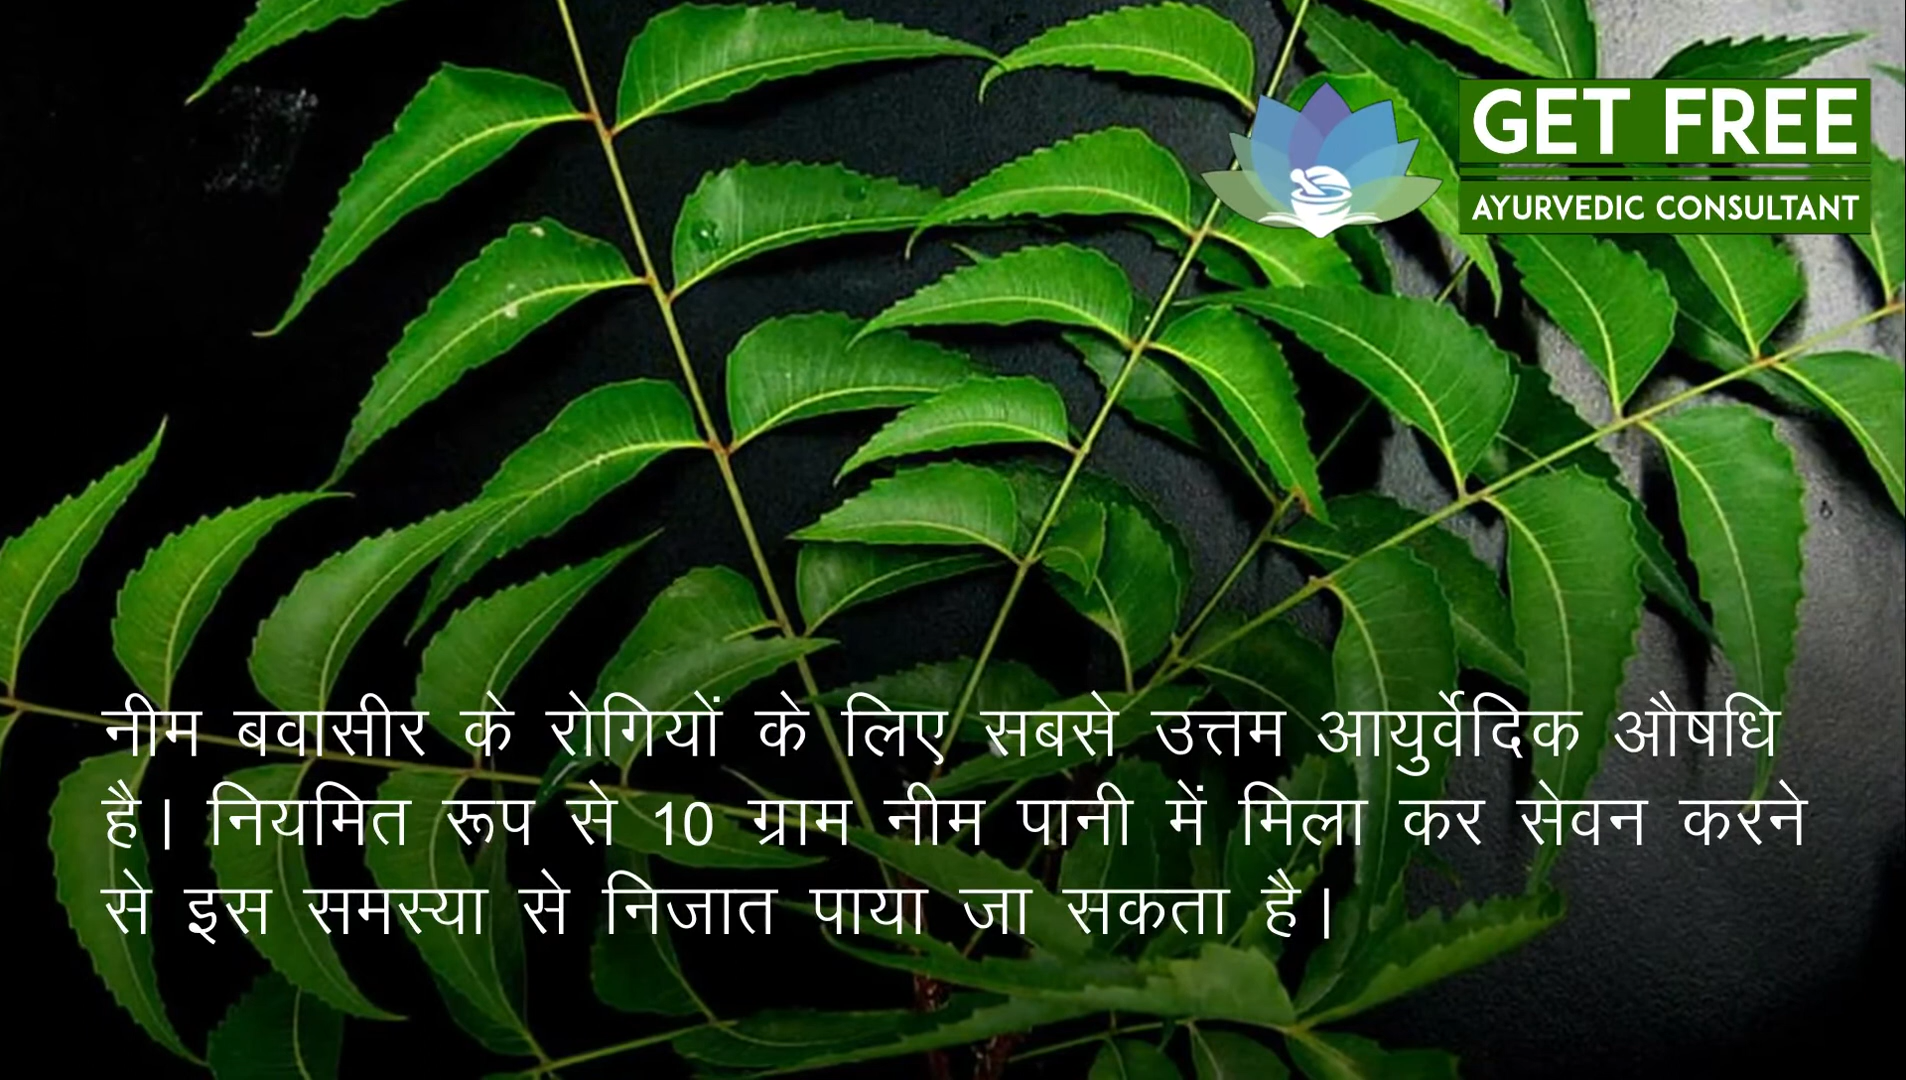 GET FREE
AYURVEDIC CONSULTANT
नीम बवासीर के रोगियों के लिए सबसे उत्तम आयुर्वेदिक औषधि
है। नियमित रूप से 10 ग्राम नीम पानी में मिला कर सेवन करने
से इस समस्या से निजात पाया जा सकता है।